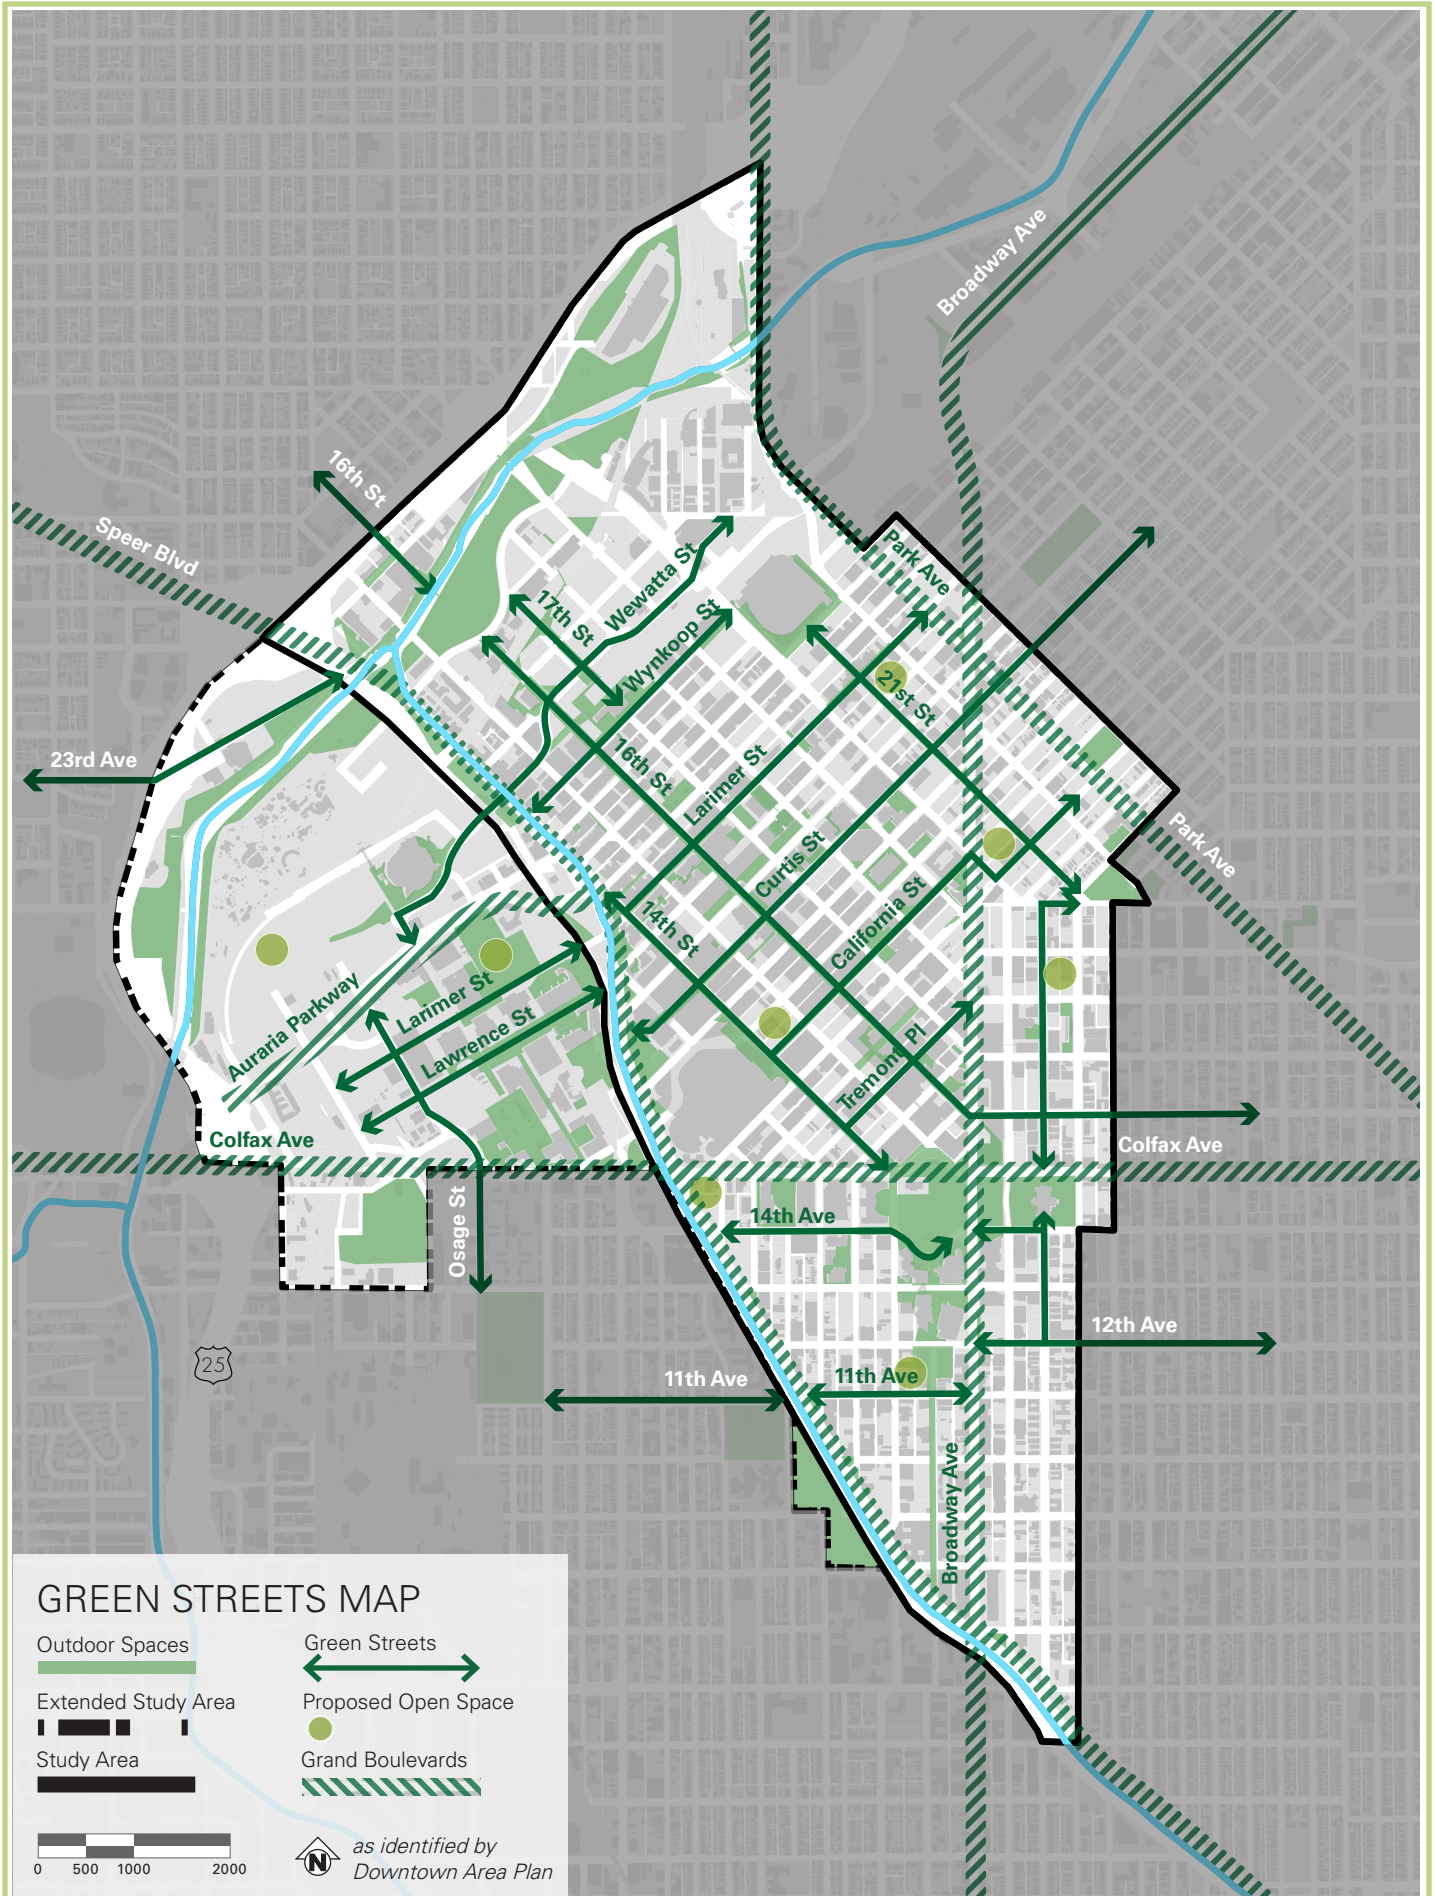 Broadway Ave
16th St
Speer Blvd
Park Ave
Wewatta St
17th St
Wynkoop St
21st St
23rd Ave
16th St
Larimer St
Park Ave
Curtis St
California St
14th St
Larimer St
Auraria Parkway
Lawrence St
Tremont Pl
Colfax Ave
Colfax Ave
Osage St
14th Ave
12th Ave
25
11th Ave
11th Ave
Broadway Ave
GREEN STREETS MAP
Outdoor Spaces
Green Streets
Extended Study Area
Proposed Open Space
Study Area
Grand Boulevards
0 500 1000 2000
N
as identified by
Downtown Area Plan